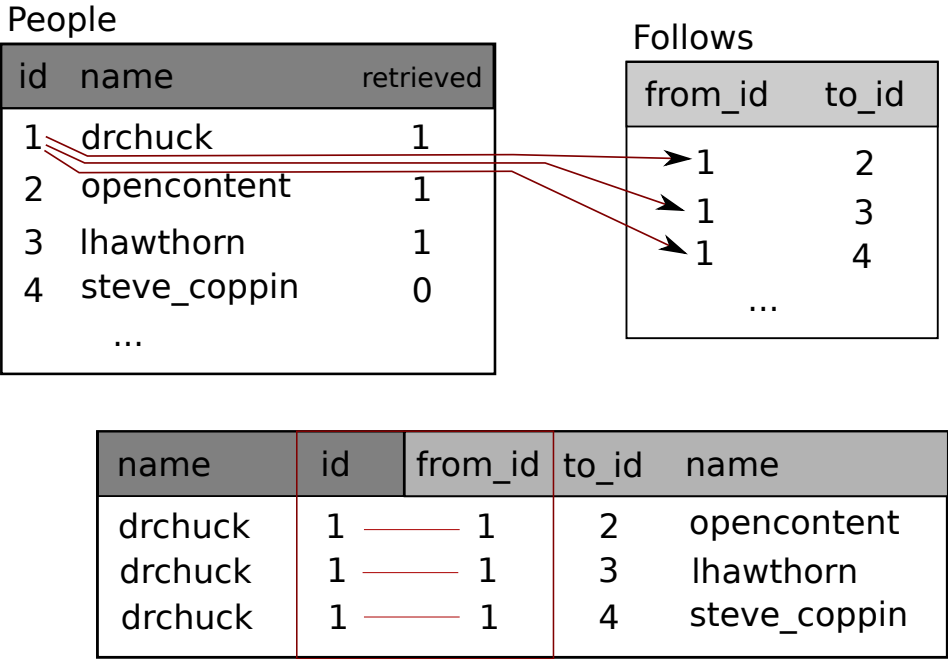 People
id name retrieved
1 drchuck 1
2 opencontent 1
3 lhawthorn 1
4 steve_coppin 0
...
Follows
from_id to_id
1 2
1 3
1 4
...
name id from_id to_id name
drchuck 1 1 2 opencontent
drchuck 1 1 3 lhawthorn
drchuck 1 1 4 steve_coppin